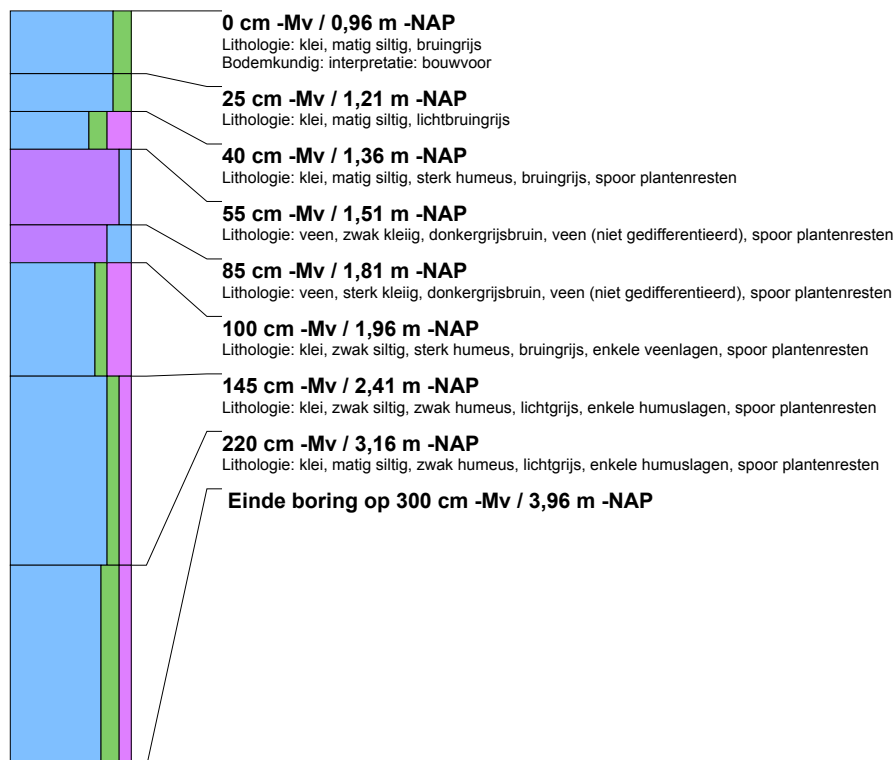 0 cm -Mv / 0,96 m -NAP
Lithologie: klei, matig siltig, bruingrijs
Bodemkundig: interpretatie: bouwvoor
25 cm -Mv / 1,21 m -NAP
Lithologie: klei, matig siltig, lichtbruingrijs
40 cm -Mv / 1,36 m -NAP
Lithologie: klei, matig siltig, sterk humeus, bruingrijs, spoor plantenresten
55 cm -Mv / 1,51 m -NAP
Lithologie: veen, zwak kleiig, donkergrijsbruin, veen (niet gedifferentieerd), spoor plantenresten
85 cm -Mv / 1,81 m -NAP
Lithologie: veen, sterk kleiig, donkergrijsbruin, veen (niet gedifferentieerd), spoor plantenresten
100 cm -Mv / 1,96 m -NAP
Lithologie: klei, zwak siltig, sterk humeus, bruingrijs, enkele veenlagen, spoor plantenresten
145 cm -Mv / 2,41 m -NAP
Lithologie: klei, zwak siltig, zwak humeus, lichtgrijs, enkele humuslagen, spoor plantenresten
220 cm -Mv / 3,16 m -NAP
Lithologie: klei, matig siltig, zwak humeus, lichtgrijs, enkele humuslagen, spoor plantenresten
Einde boring op 300 cm -Mv / 3,96 m -NAP